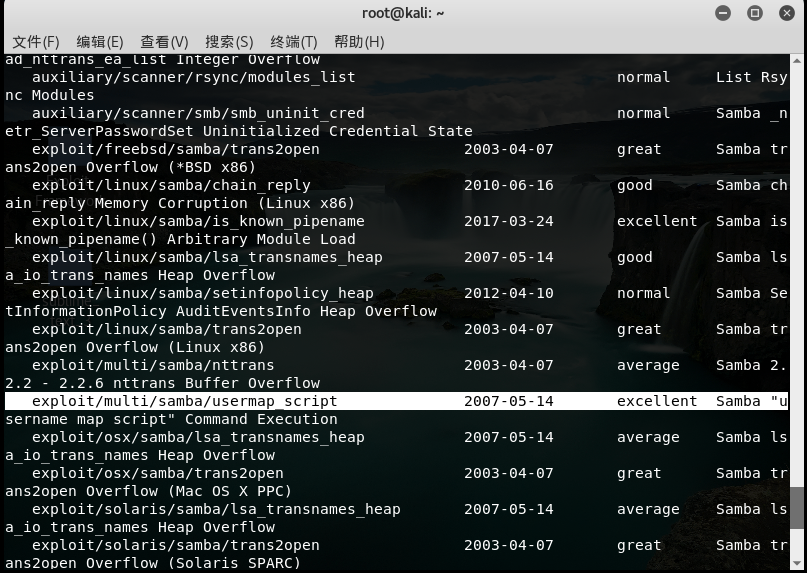 root@kali: ~
文件(F) 编辑(E) 查看(V) 搜索(S) 终端(T) 帮助(H)
ad_nttrans_ea_list Integer Overflow
auxiliary/scanner/rsync/modules_list normal List Rsy
nc Modules
auxiliary/scanner/smb/smb_uninit_cred normal Samba _n
etr_ServerPasswordSet Uninitialized Credential State
exploit/freebsd/samba/trans2open 2003-04-07 great Samba tr
ans2open Overflow (*BSD x86)
exploit/linux/samba/chain_reply 2010-06-16 good Samba ch
ain_reply Memory Corruption (Linux x86)
exploit/linux/samba/is_known_pipename 2017-03-24 excellent Samba is
_known_pipename() Arbitrary Module Load
exploit/linux/samba/lsa_transnames_heap 2007-05-14 good Samba ls
a_io_trans_names Heap Overflow
exploit/linux/samba/setinfopolicy_heap 2012-04-10 normal Samba Se
tInformationPolicy AuditEventsInfo Heap Overflow
exploit/linux/samba/trans2open 2003-04-07 great Samba tr
ans2open Overflow (Linux x86)
exploit/multi/samba/nttrans 2003-04-07 average Samba 2.
2.2 - 2.2.6 nttrans Buffer Overflow
exploit/multi/samba/usermap_script 2007-05-14 excellent Samba "u
sername map script" Command Execution
exploit/osx/samba/lsa_transnames_heap 2007-05-14 average Samba ls
a_io_trans_names Heap Overflow
exploit/osx/samba/trans2open 2003-04-07 great Samba tr
ans2open Overflow (Mac OS X PPC)
exploit/solaris/samba/lsa_transnames_heap 2007-05-14 average Samba ls
a_io_trans_names Heap Overflow
exploit/solaris/samba/trans2open 2003-04-07 great Samba tr
ans2open Overflow (Solaris SPARC)